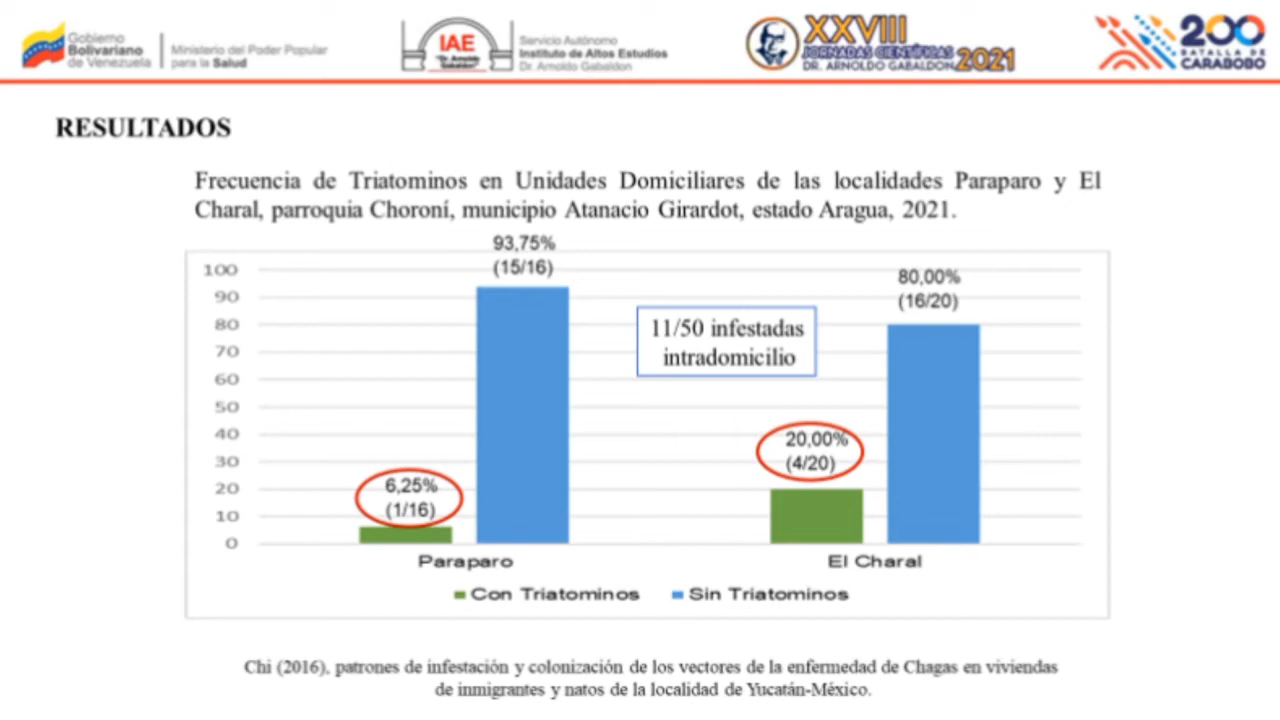 Gobierno
Bolivariano
de Venezuela
Ministerio del Poder Popular
para la Salud
IAE
"Dr. Arnoldo
Gabaldon"
Servicio Autónomo
Instituto de Altos Estudios
Dr. Arnoldo Gabaldon
XXVIII
JORNADAS CIENTÍFICAS
DR. ARNOLDO GABALDON 2021
200
BATALLA DE
CARABOBO
RESULTADOS
Frecuencia de Triatominos en Unidades Domiciliares de las localidades Paraparo y El
Charal, parroquia Choroní, municipio Atanacio Girardot, estado Aragua, 2021.
93,75%
(15/16)
80,00%
(16/20)
11/50 infestadas
intradomicilio
20,00%
(4/20)
6,25%
(1/16)
100
90
80
70
60
50
40
30
20
10
0
Paraparo
El Charal
Con Triatominos
Sin Triatominos
Chi (2016), patrones de infestación y colonización de los vectores de la enfermedad de Chagas en viviendas
de inmigrantes y natos de la localidad de Yucatán-México.